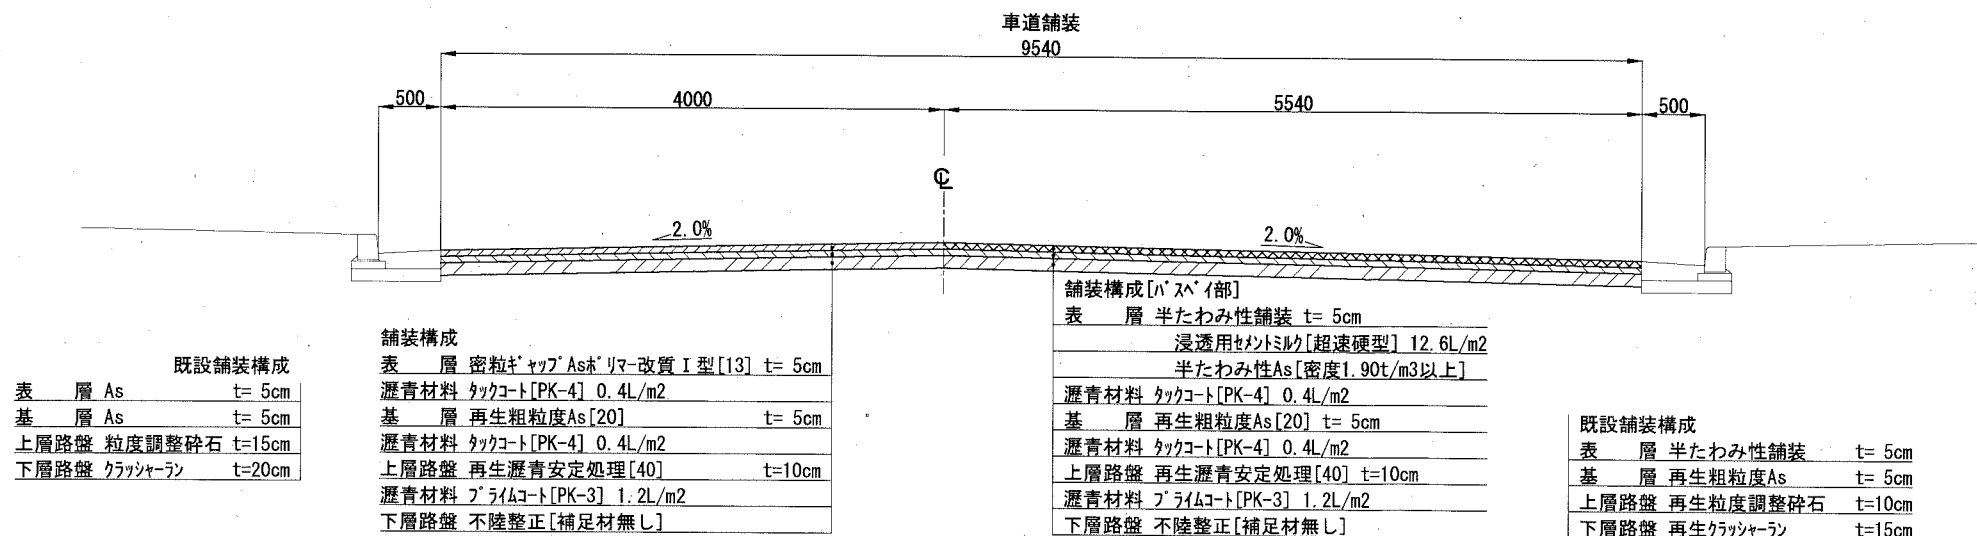 車道舗装
9540
500
4000
5540
500
℄
2.0%
2.0%
既設舗装構成
表 層 As t= 5cm
基 層 As t= 5cm
上層路盤 粒度調整砕石 t=15cm
下層路盤 ｸﾗｯｼｬｰﾗﾝ t=20cm
舗装構成
表 層 密粒ｷﾞｬｯﾌﾟAsﾎﾟﾘﾏｰ改質Ⅰ型[13] t= 5cm
瀝青材料 ﾀｯｸｺｰﾄ[PK-4] 0.4L/m2
基 層 再生粗粒度As[20] t= 5cm
瀝青材料 ﾀｯｸｺｰﾄ[PK-4] 0.4L/m2
上層路盤 再生瀝青安定処理[40] t=10cm
瀝青材料 ﾌﾟﾗｲﾑｺｰﾄ[PK-3] 1.2L/m2
下層路盤 不陸整正[補足材無し]
舗装構成[ﾊﾞｽﾍﾞｲ部]
表 層 半たわみ性舗装 t= 5cm
浸透用ｾﾒﾝﾄﾐﾙｸ[超速硬型] 12.6L/m2
半たわみ性As[密度1.90t/m3以上]
瀝青材料 ﾀｯｸｺｰﾄ[PK-4] 0.4L/m2
基 層 再生粗粒度As[20] t= 5cm
瀝青材料 ﾀｯｸｺｰﾄ[PK-4] 0.4L/m2
上層路盤 再生瀝青安定処理[40] t=10cm
瀝青材料 ﾌﾟﾗｲﾑｺｰﾄ[PK-3] 1.2L/m2
下層路盤 不陸整正[補足材無し]
既設舗装構成
表 層 半たわみ性舗装 t= 5cm
基 層 再生粗粒度As t= 5cm
上層路盤 再生粒度調整砕石 t=10cm
下層路盤 再生ｸﾗｯｼｬｰﾗﾝ t=15cm